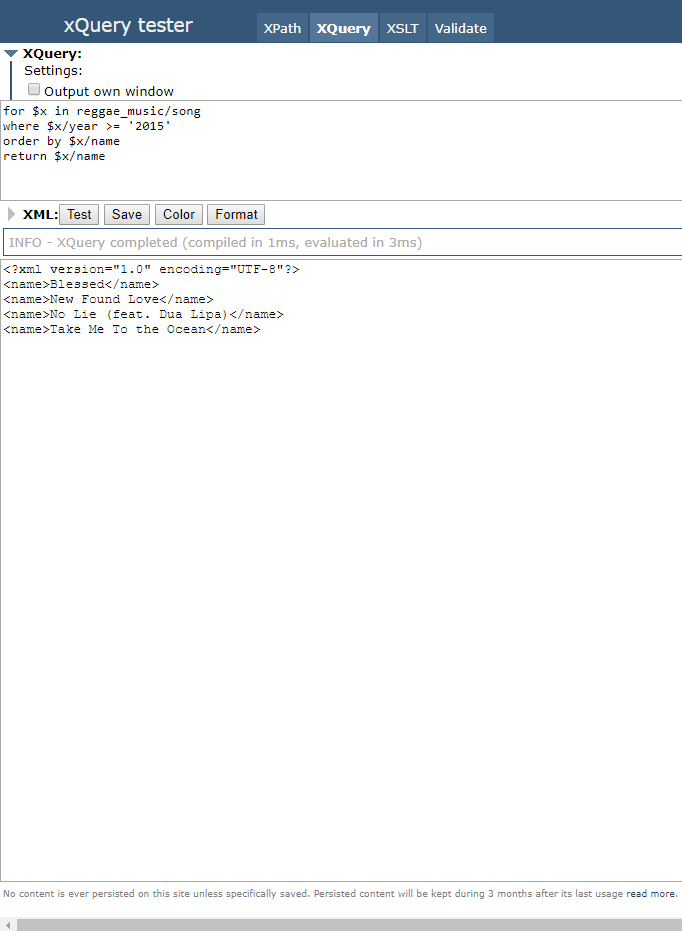 xQuery tester
XPath XQuery XSLT Validate
XQuery:
Settings:
Output own window
for $x in reggae_music/song
where $x/year >= '2015'
order by $x/name
return $x/name
XML: Test Save Color Format
INFO - XQuery completed (compiled in 1ms, evaluated in 3ms)
<?xml version="1.0" encoding="UTF-8"?>
<name>Blessed</name>
<name>New Found Love</name>
<name>No Lie (feat. Dua Lipa)</name>
<name>Take Me To the Ocean</name>
No content is ever persisted on this site unless specifically saved. Persisted content will be kept during 3 months after its last usage read more.